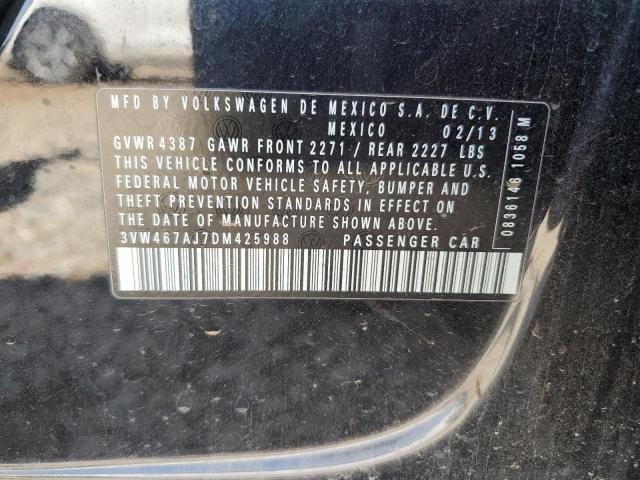 MFD BY VOLKSWAGEN DE MEXICO S.A. DE C.V.
MEXICO 02/13
GVWR 4387 GAWR FRONT 2271 / REAR 2227 LBS
THIS VEHICLE CONFORMS TO ALL APPLICABLE U.S.
FEDERAL MOTOR VEHICLE SAFETY, BUMPER AND
THEFT PREVENTION STANDARDS IN EFFECT ON
THE DATE OF MANUFACTURE SHOWN ABOVE.
3VW467AJ7DM425988 PASSENGER CAR
0836146 1058 M